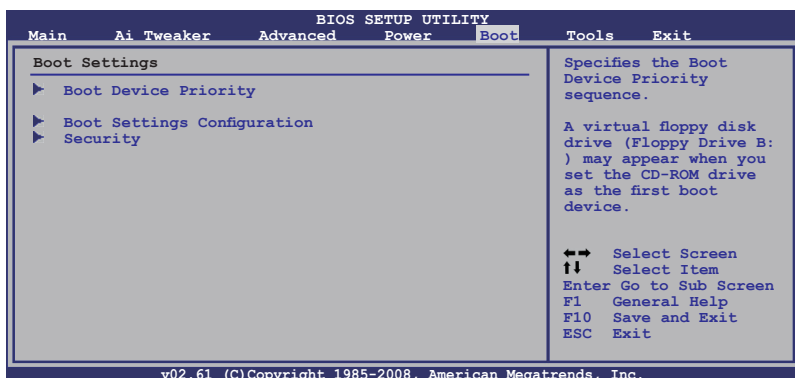 BIOS SETUP UTILITY
Main Ai Tweaker Advanced Power Boot Tools Exit
Boot Settings
Boot Device Priority
Boot Settings Configuration
Security
Specifies the Boot
Device Priority
sequence.
A virtual floppy disk
drive (Floppy Drive B:
) may appear when you
set the CD-ROM drive
as the first boot
device.
←→ Select Screen
↑↓ Select Item
Enter Go to Sub Screen
F1 General Help
F10 Save and Exit
ESC Exit
v02.61 (C)Copyright 1985-2008, American Megatrends, Inc.